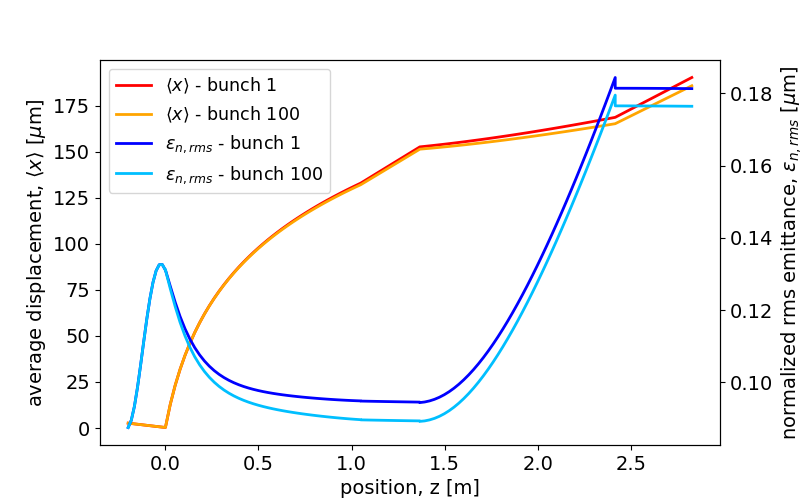 ⟨x⟩ - bunch 1
⟨x⟩ - bunch 100
εn,rms - bunch 1
εn,rms - bunch 100
average displacement, ⟨x⟩ [μm]
175
150
125
100
75
50
25
0
0.18
0.16
0.14
0.12
0.10
normalized rms emittance, εn,rms [μm]
0.0
0.5
1.0
1.5
2.0
2.5
position, z [m]